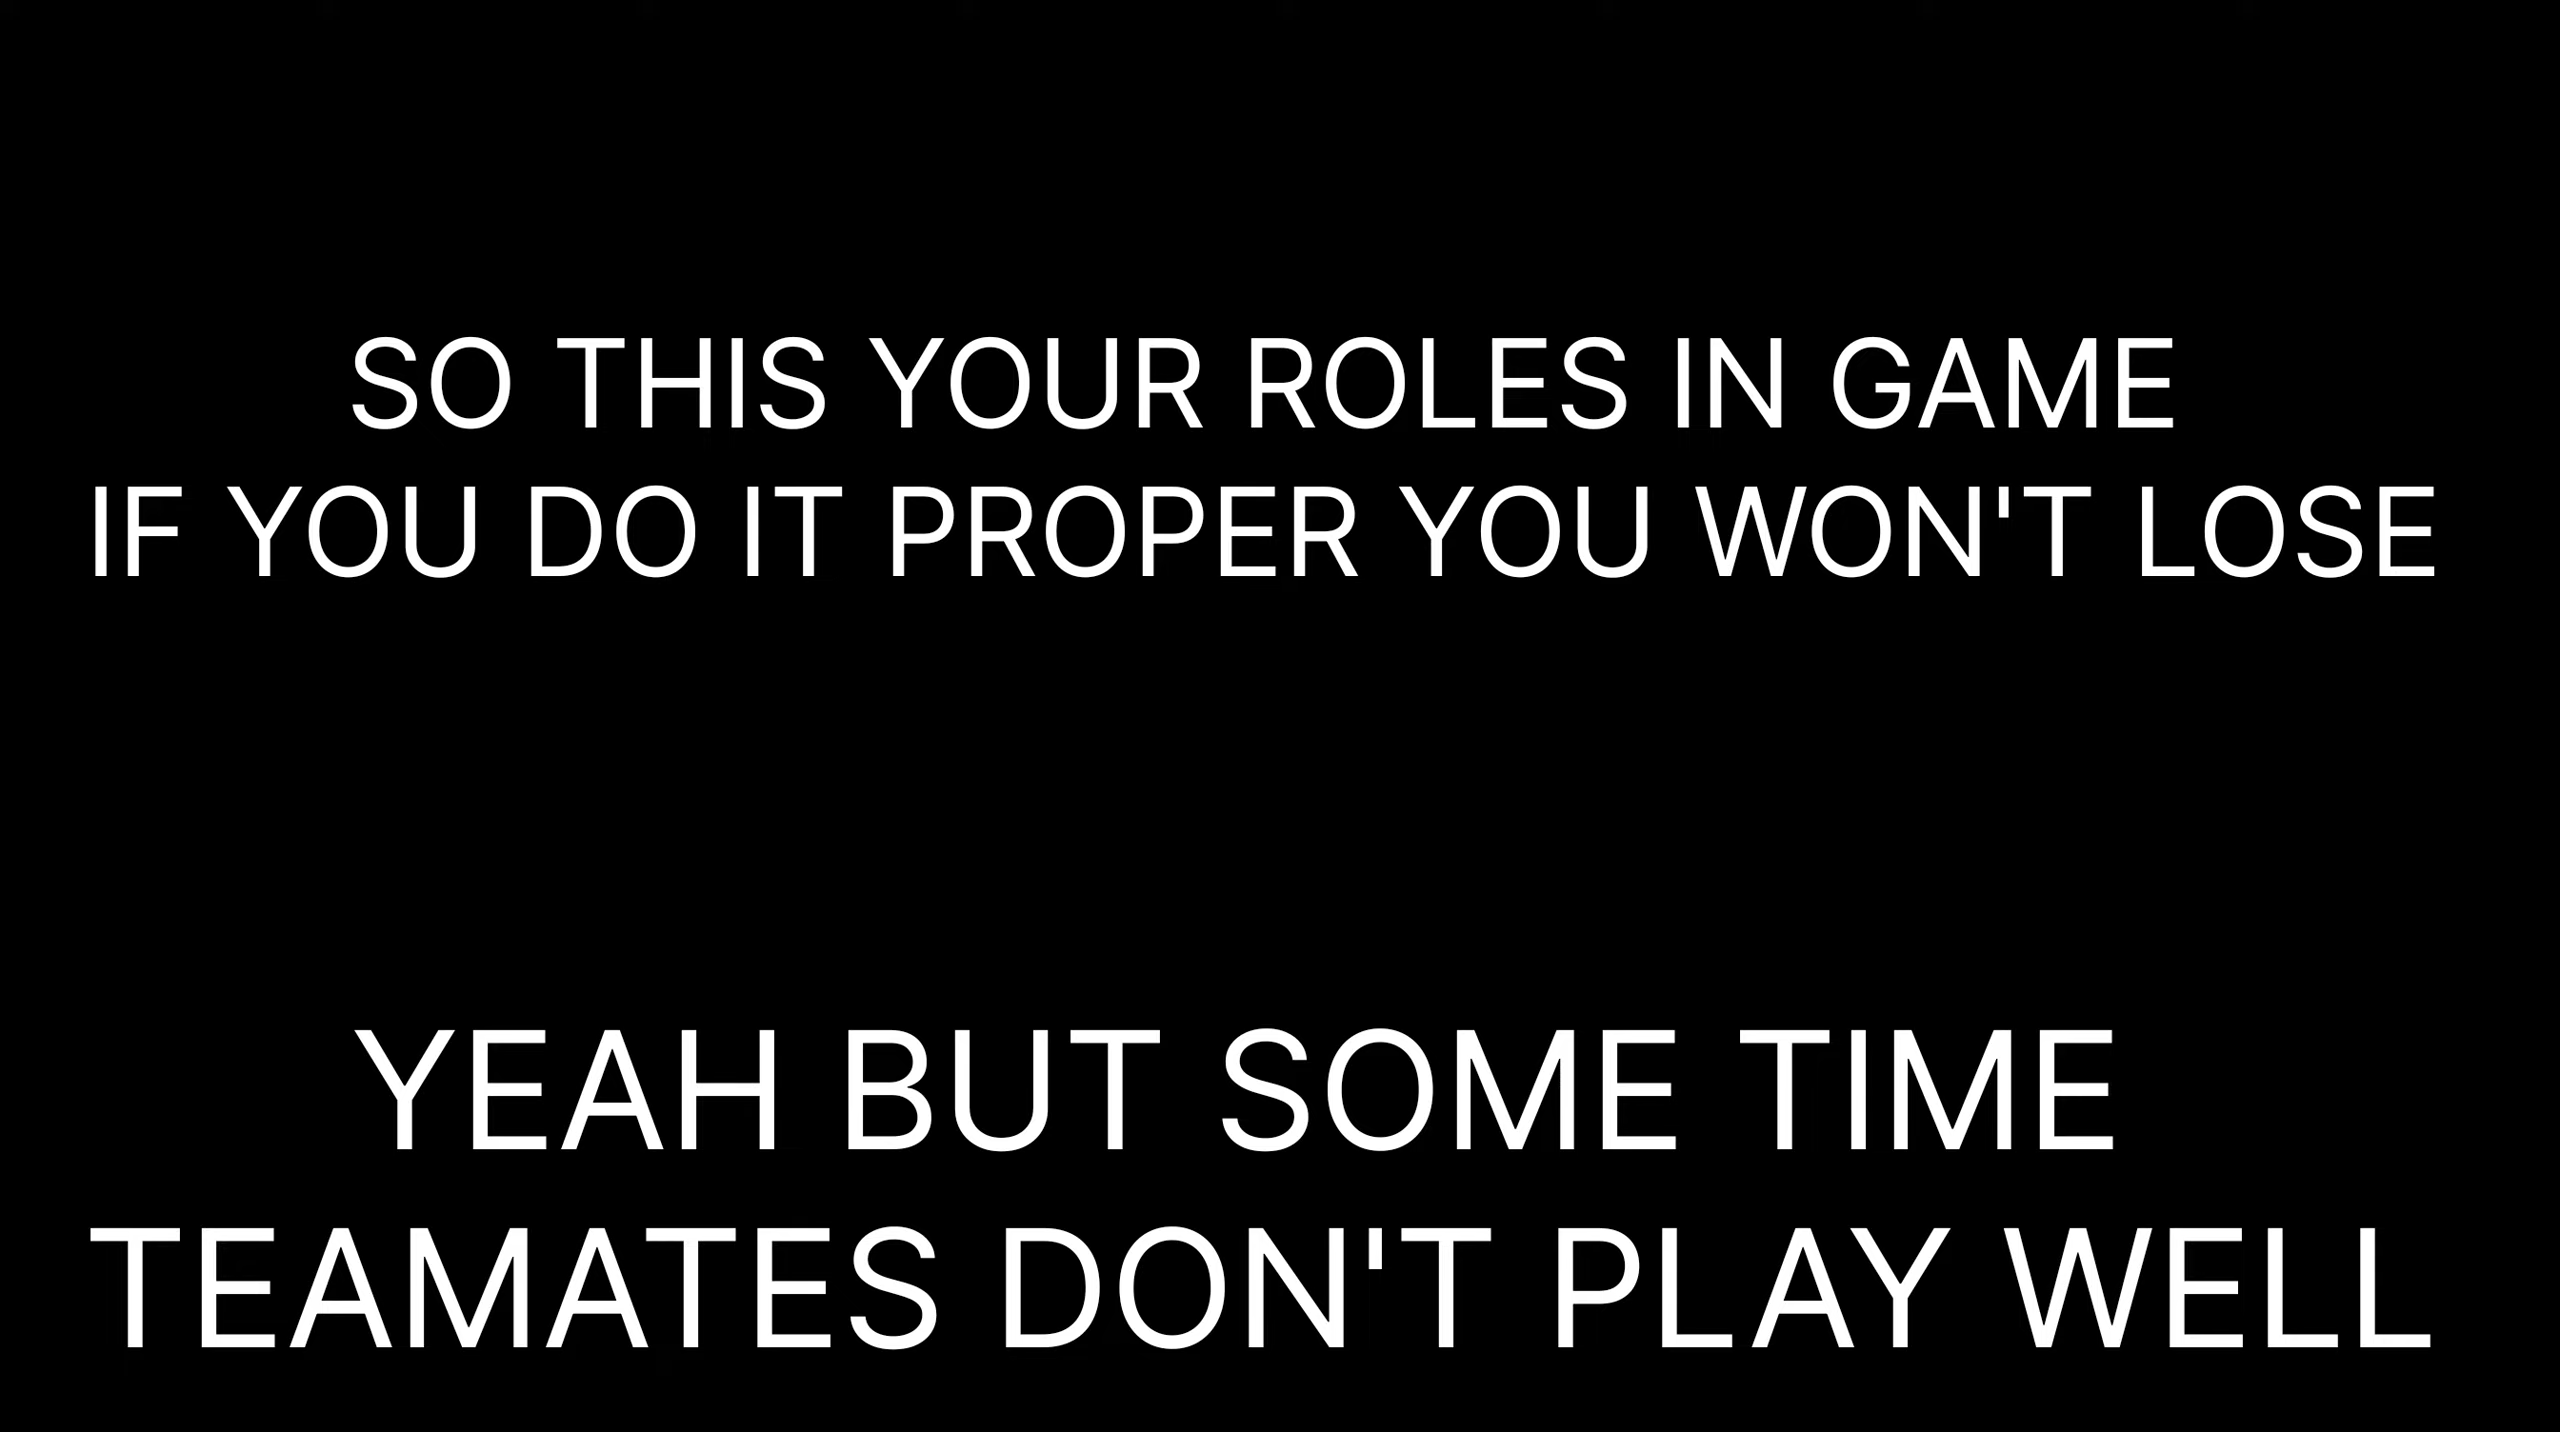 SO THIS YOUR ROLES IN GAME
IF YOU DO IT PROPER YOU WON'T LOSE
YEAH BUT SOME TIME
TEAMATES DON'T PLAY WELL